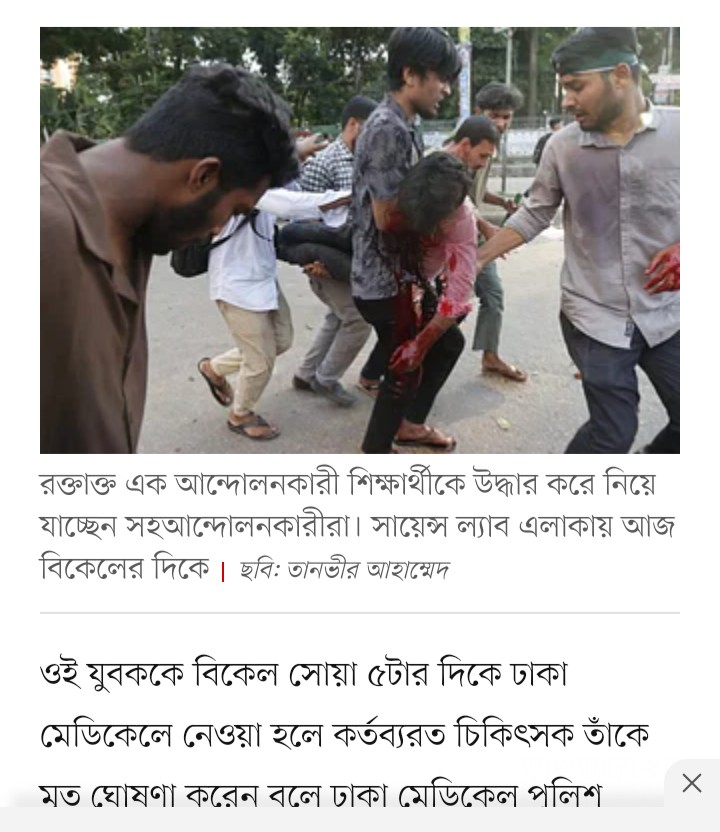 রক্তাক্ত এক আন্দোলনকারী শিক্ষার্থীকে উদ্ধার করে নিয়ে
যাচ্ছেন সহআন্দোলনকারীরা। সায়েন্স ল্যাব এলাকায় আজ
বিকেলের দিকে | ছবি: তানভীর আহাম্মেদ
ওই যুবককে বিকেল সোয়া ৫টার দিকে ঢাকা
মেডিকেলে নেওয়া হলে কর্তব্যরত চিকিৎসক তাঁকে
মৃত ঘোষণা করেন বলে ঢাকা মেডিকেল পুলিশ